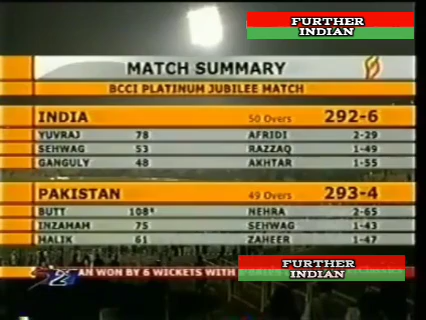 FURTHER
INDIAN
MATCH SUMMARY
BCCI PLATINUM JUBILEE MATCH
INDIA 50 Overs 292-6
YUVRAJ 78 AFRIDI 2-29
SEHWAG 53 RAZZAQ 1-49
GANGULY 48 AKHTAR 1-55
PAKISTAN 49 Overs 293-4
BUTT 108* NEHRA 2-65
INZAMAM 75 SEHWAG 1-43
MALIK 61 ZAHEER 1-47
AN WON BY 6 WICKETS WITH
FURTHER
INDIAN